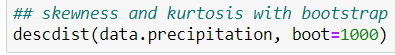 ## skewness and kurtosis with bootstrap
descdist(data.precipitation, boot=1000)